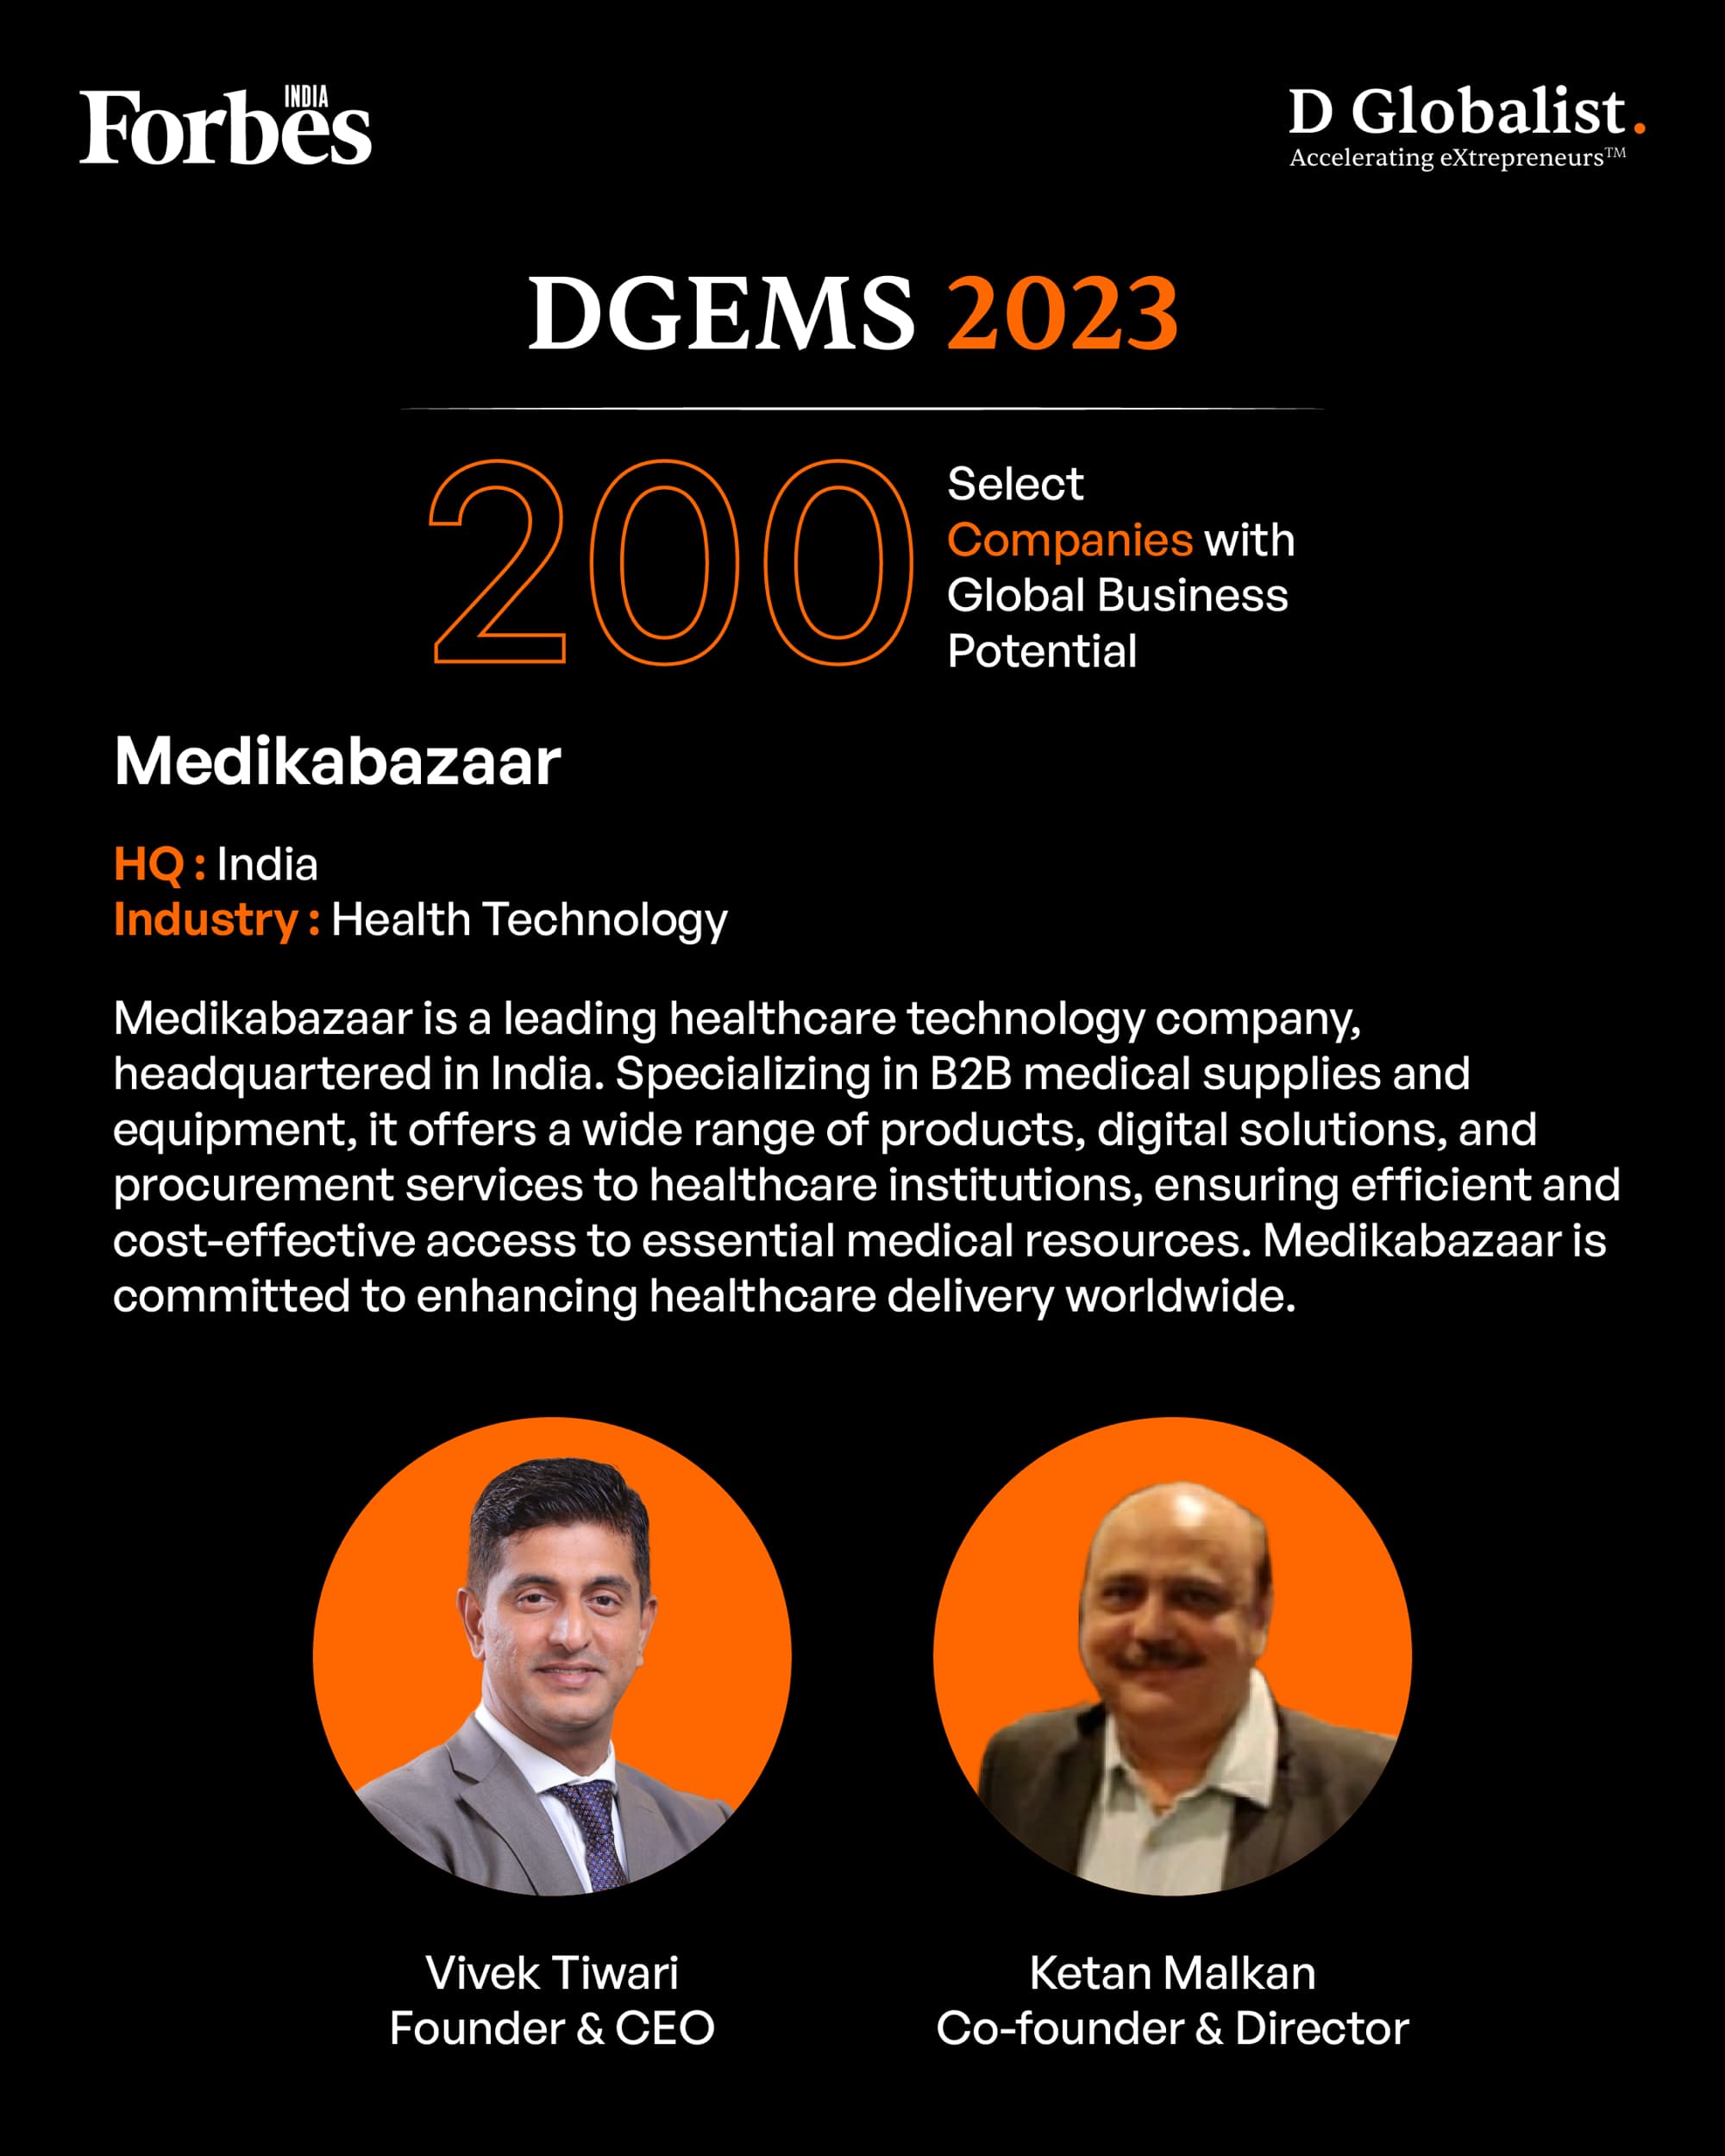 Forbes INDIA
D Globalist.
Accelerating eXtrepreneurs™
DGEMS 2023
200
Select
Companies with
Global Business
Potential
Medikabazaar
HQ : India
Industry : Health Technology
Medikabazaar is a leading healthcare technology company,
headquartered in India. Specializing in B2B medical supplies and
equipment, it offers a wide range of products, digital solutions, and
procurement services to healthcare institutions, ensuring efficient and
cost-effective access to essential medical resources. Medikabazaar is
committed to enhancing healthcare delivery worldwide.
Vivek Tiwari
Founder & CEO
Ketan Malkan
Co-founder & Director